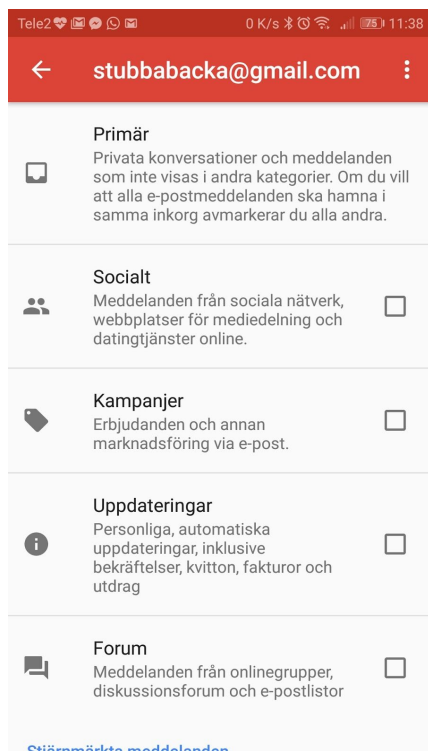 Tele2 0 K/s 75 11:38
stubbabacka@gmail.com
Primär
Privata konversationer och meddelanden
som inte visas i andra kategorier. Om du vill
att alla e-postmeddelanden ska hamna i
samma inkorg avmarkerar du alla andra.
Socialt
Meddelanden från sociala nätverk,
webbplatser för mediedelning och
datingtjänster online.
Kampanjer
Erbjudanden och annan
marknadsföring via e-post.
Uppdateringar
Personliga, automatiska
uppdateringar, inklusive
bekräftelser, kvitton, fakturor och
utdrag
Forum
Meddelanden från onlinegrupper,
diskussionsforum och e-postlistor
Stjärnmärkta meddelanden